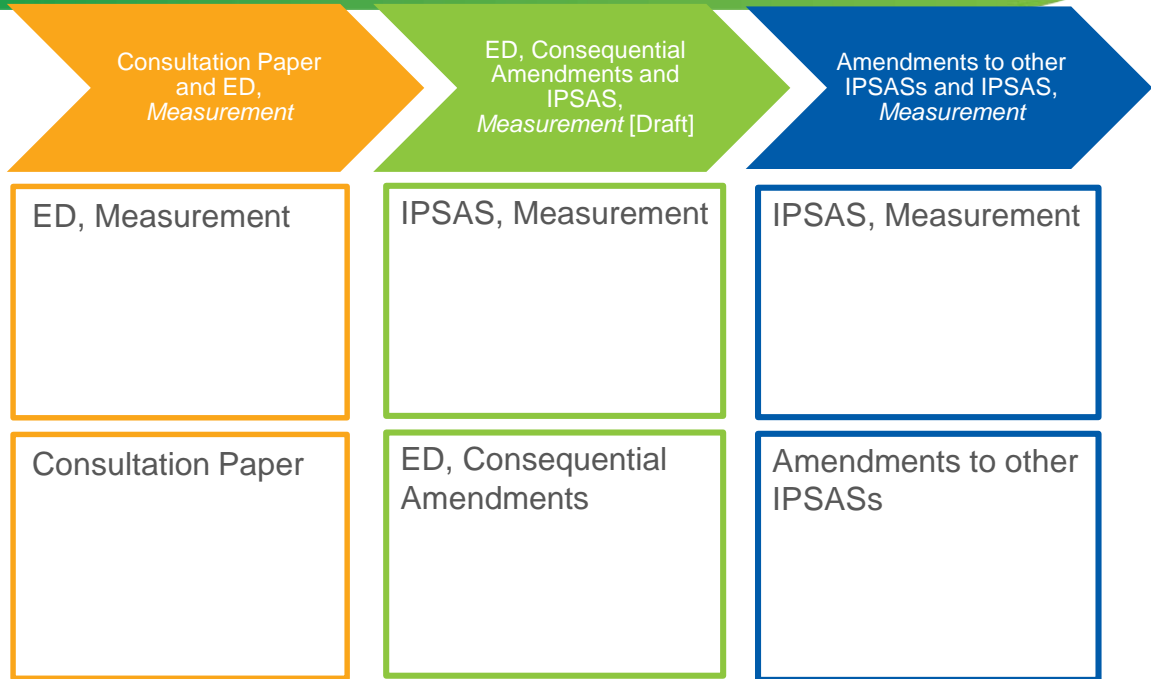 Consultation Paper
and ED,
Measurement
ED, Consequential
Amendments and
IPSAS,
Measurement [Draft]
Amendments to other
IPSASs and IPSAS,
Measurement
ED, Measurement
IPSAS, Measurement
IPSAS, Measurement
Consultation Paper
ED, Consequential
Amendments
Amendments to other
IPSASs